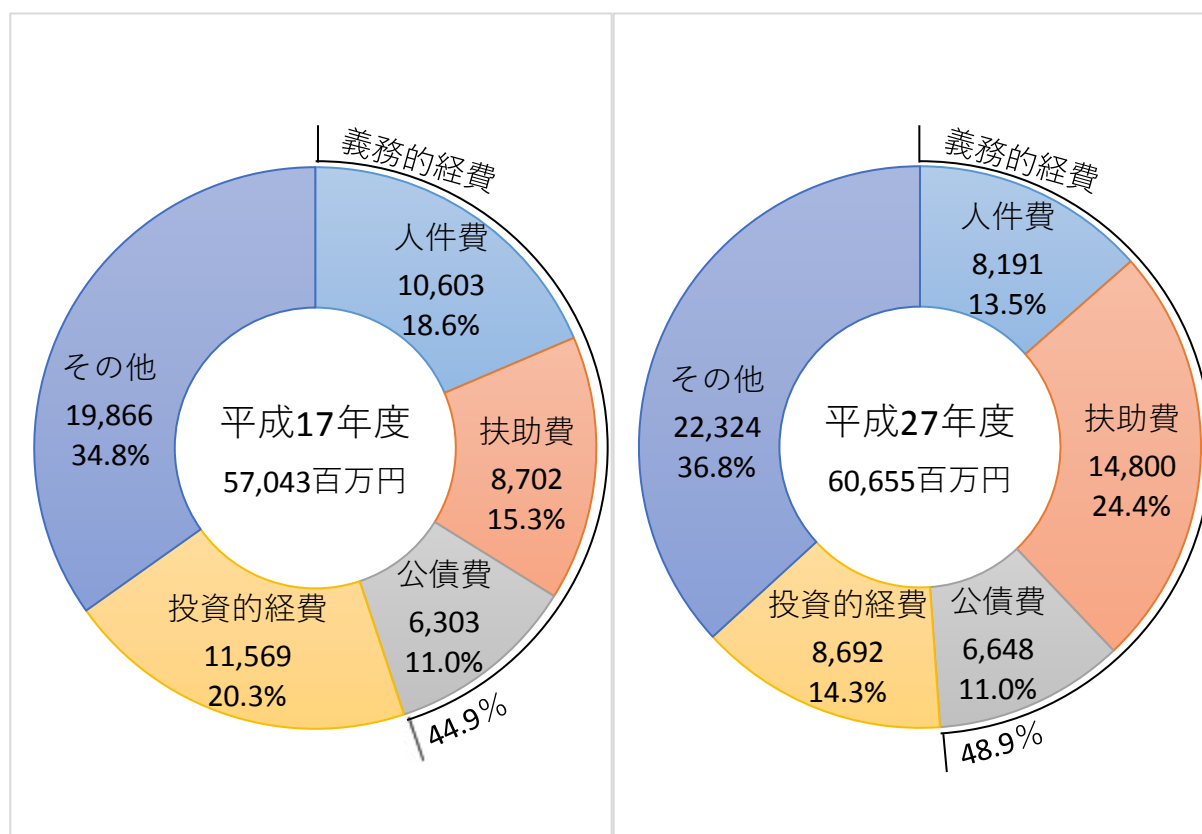 義務的経費
人件費
10,603
18.6%
扶助費
8,702
15.3%
公債費
6,303
11.0%
44.9%
投資的経費
11,569
20.3%
その他
19,866
34.8%
平成17年度
57,043百万円
義務的経費
人件費
8,191
13.5%
扶助費
14,800
24.4%
公債費
6,648
11.0%
48.9%
投資的経費
8,692
14.3%
その他
22,324
36.8%
平成27年度
60,655百万円